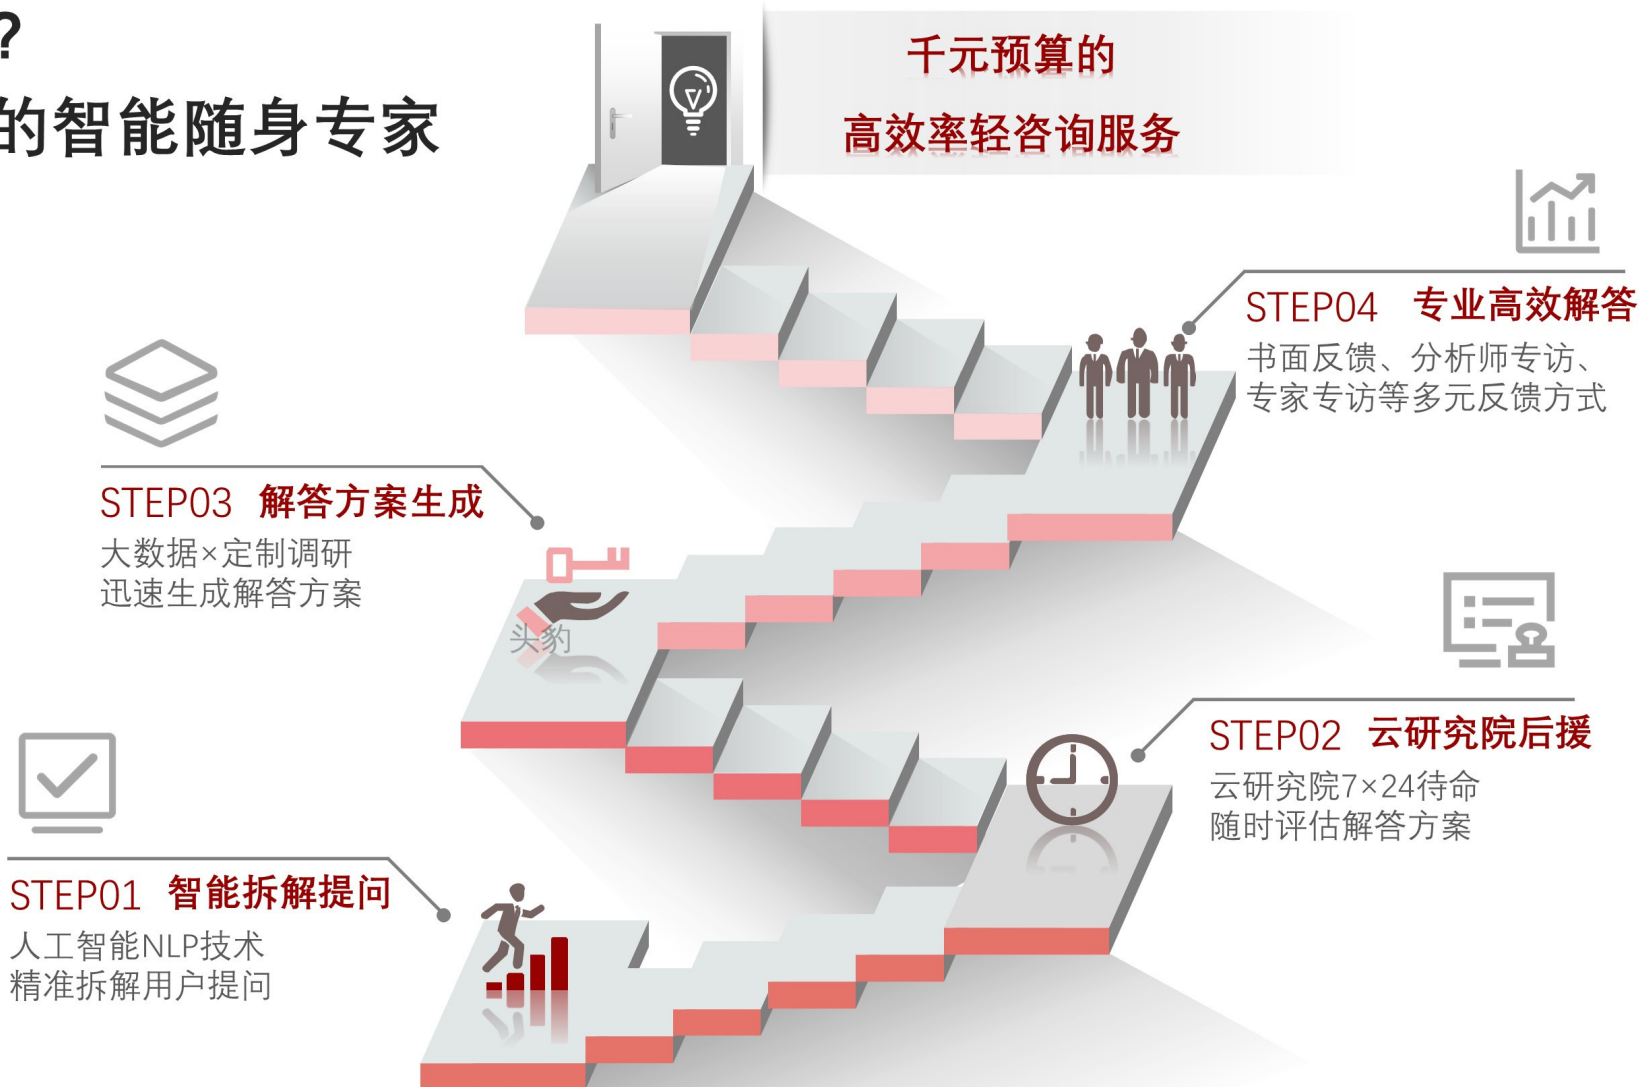 ?
的智能随身专家
千元预算的
高效率轻咨询服务
STEP04 专业高效解答
书面反馈、分析师专访、
专家专访等多元反馈方式
STEP03 解答方案生成
大数据×定制调研
迅速生成解答方案
头豹
STEP02 云研究院后援
云研究院7×24待命
随时评估解答方案
STEP01 智能拆解提问
人工智能NLP技术
精准拆解用户提问